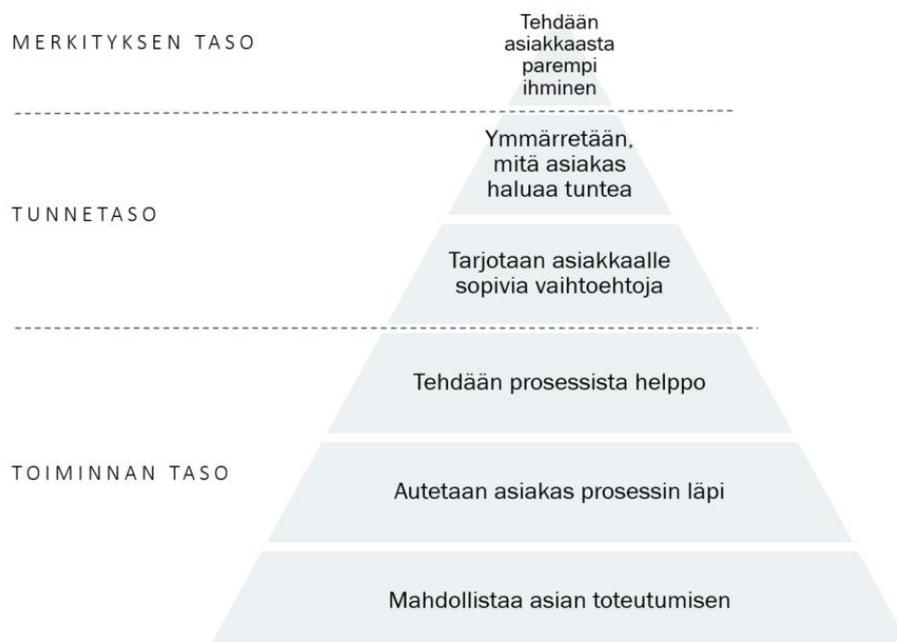 MERKITYKSEN TASO
Tehdään
asiakkaasta
parempi
ihminen
TUNNETASO
Ymmärretään,
mitä asiakas
haluaa tuntea
Tarjotaan asiakkaalle
sopivia vaihtoehtoja
TOIMINNAN TASO
Tehdään prosessista helppo
Autetaan asiakas prosessin läpi
Mahdollistaa asian toteutumisen